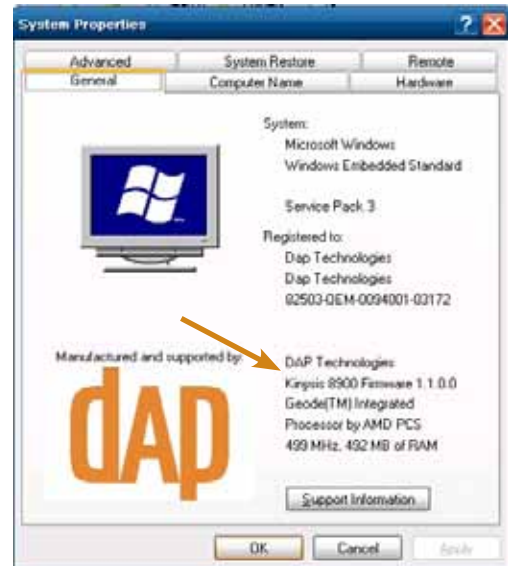 System Properties
Advanced
System Restore
Remote
General
Computer Name
Hardware
System:
Microsoft Windows
Windows Embedded Standard
Service Pack 3
Registered to:
Dap Technologies
Dap Technologies
82503-OEM-0094001-03172
Manufactured and supported by:
dAp
DAP Technologies
Kinysis 8900 Firmware 1.1.0.0
Geode(TM) Integrated
Processor by AMD PCS
499 MHz, 492 MB of RAM
Support Information
OK
Cancel
Apply